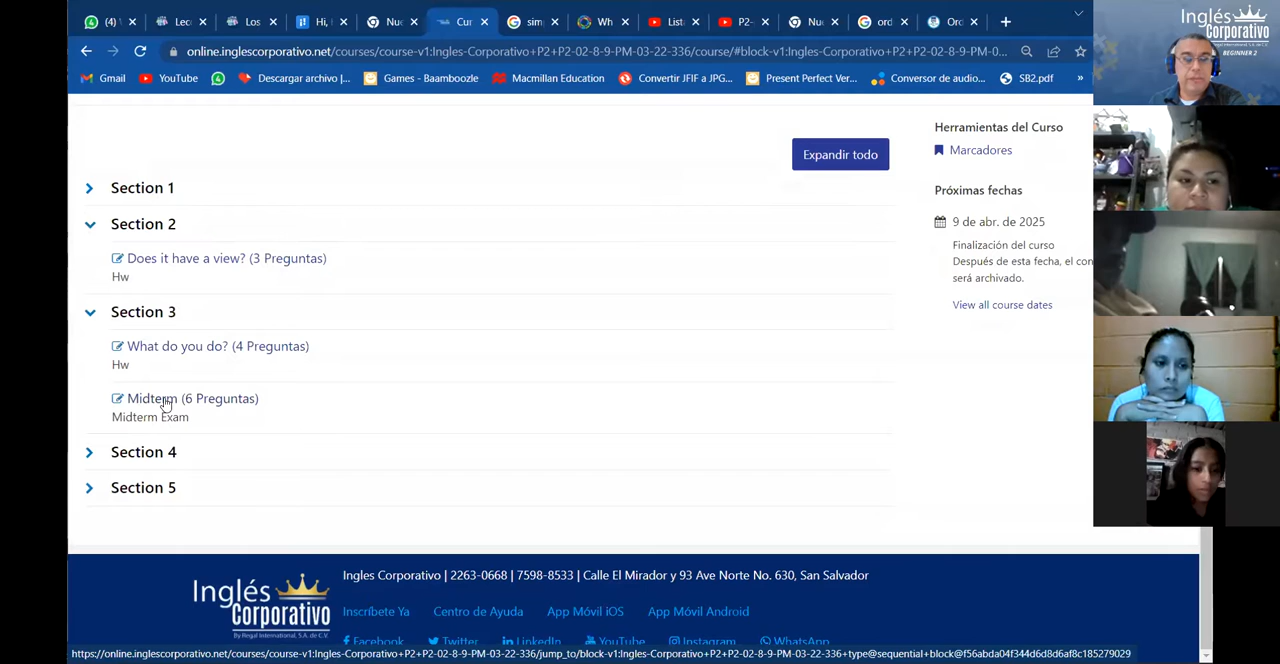 (4)
Lec
Los
Hi,
Nue
Cur
sim
Wh
List
P2-
Nu
ord
Or
online.inglescorporativo.net/courses/course-v1:Ingles-Corporativo+P2+P2-02-8-9-PM-03-22-336/course/#block-v1:Ingles-Corporativo+P2+P2-02-8-9-PM-0...
Gmail
YouTube
Descargar archivo |...
Games - Baamboozle
Macmillan Education
Convertir JFIF a JPG...
Present Perfect Ver...
Conversor de audio...
SB2.pdf
»
Inglés
Corporativo
BEGINNER 2
Expandir todo
Section 1
Section 2
Does it have a view? (3 Preguntas)
Hw
Section 3
What do you do? (4 Preguntas)
Hw
Midterm (6 Preguntas)
Midterm Exam
Section 4
Section 5
Herramientas del Curso
Marcadores
Próximas fechas
9 de abr. de 2025
Finalización del curso
Después de esta fecha, el con
será archivado.
View all course dates
Inglés
Corporativo
By Regal International, S.A. de C.V.
Ingles Corporativo | 2263-0668 | 7598-8533 | Calle El Mirador y 93 Ave Norte No. 630, San Salvador
Inscríbete Ya
Centro de Ayuda
App Móvil iOS
App Móvil Android
Facebook
Twitter
LinkedIn
YouTube
Instagram
WhatsApp
https://online.inglescorporativo.net/courses/course-v1:Ingles-Corporativo+P2+P2-02-8-9-PM-03-22-336/jump_to/block-v1:Ingles-Corporativo+P2+P2-02-8-9-PM-03-22-336+type@sequential+block@f56abda04f344d6d8d6af8c185179029